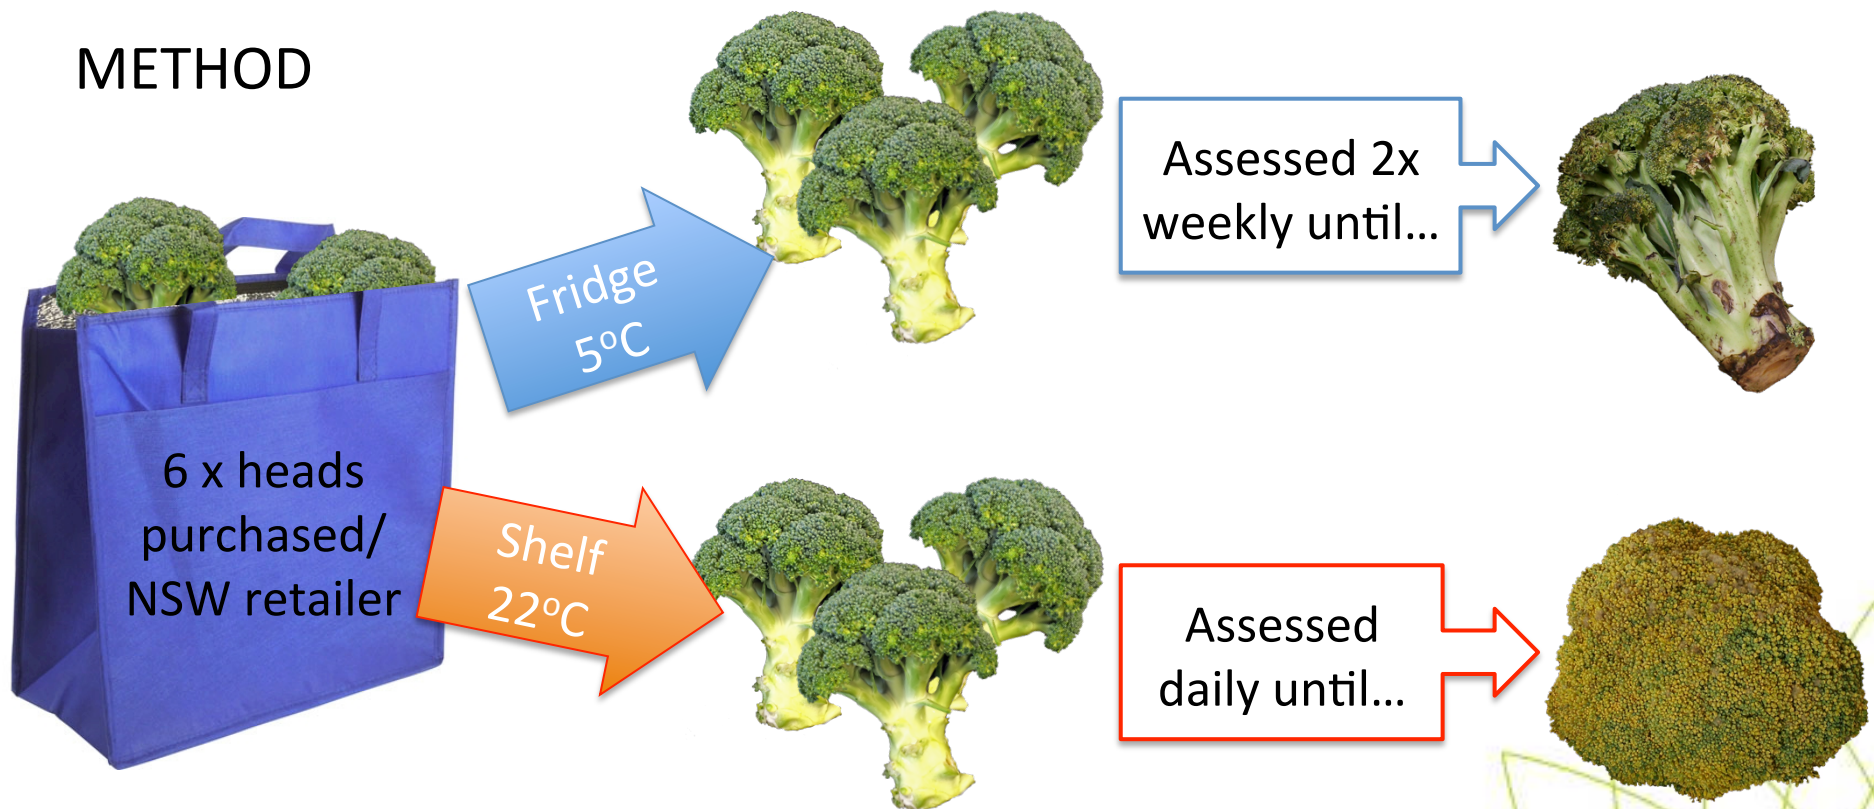 METHOD
Fridge
5°C
Assessed 2x
weekly until...
6 x heads
purchased/
NSW retailer
Shelf
22°C
Assessed
daily until...